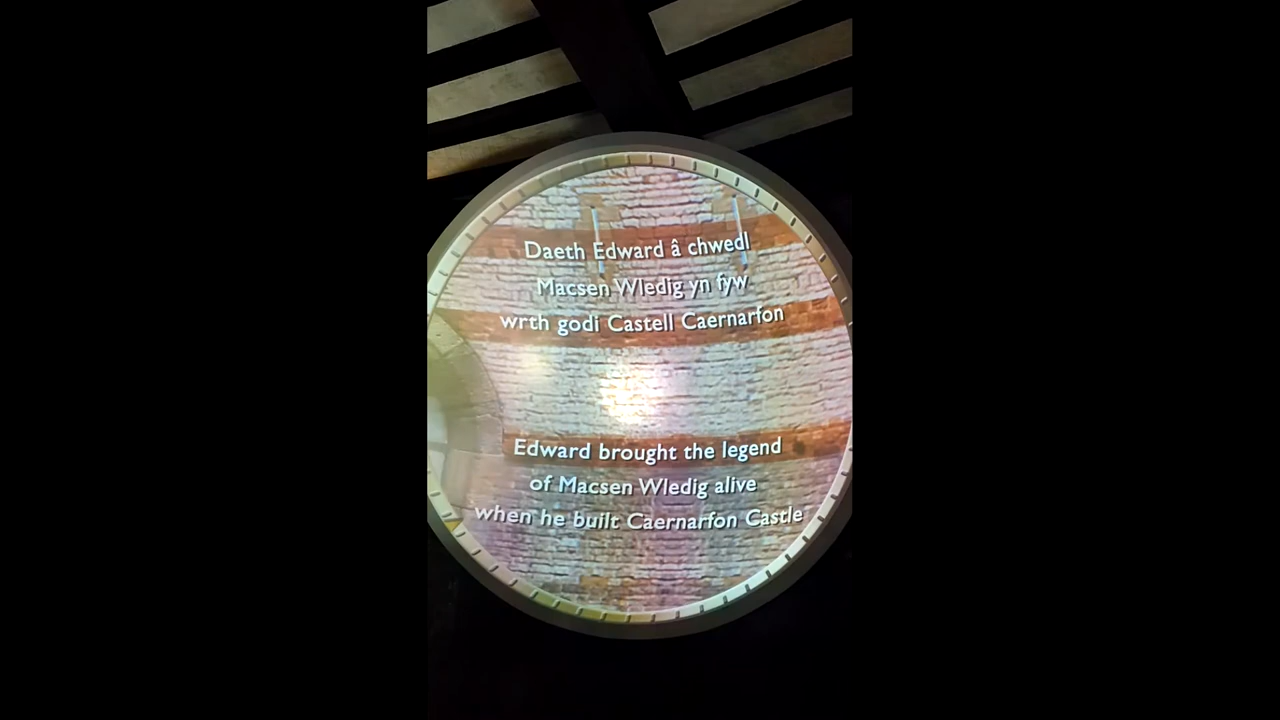 Daeth Edward â chwedl
Macsen Wledig yn fyw
wrth godi Castell Caernarfon
Edward brought the legend
of Macsen Wledig alive
when he built Caernarfon Castle